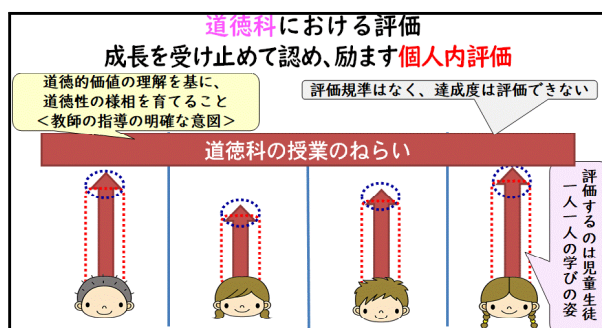 道徳科における評価
成長を受け止めて認め、励ます個人内評価
道徳的価値の理解を基に、
道徳性の様相を育てること
＜教師の指導の明確な意図＞
評価規準はなく、達成度は評価できない
道徳科の授業のねらい
評価するのは児童生徒
一人一人の学びの姿